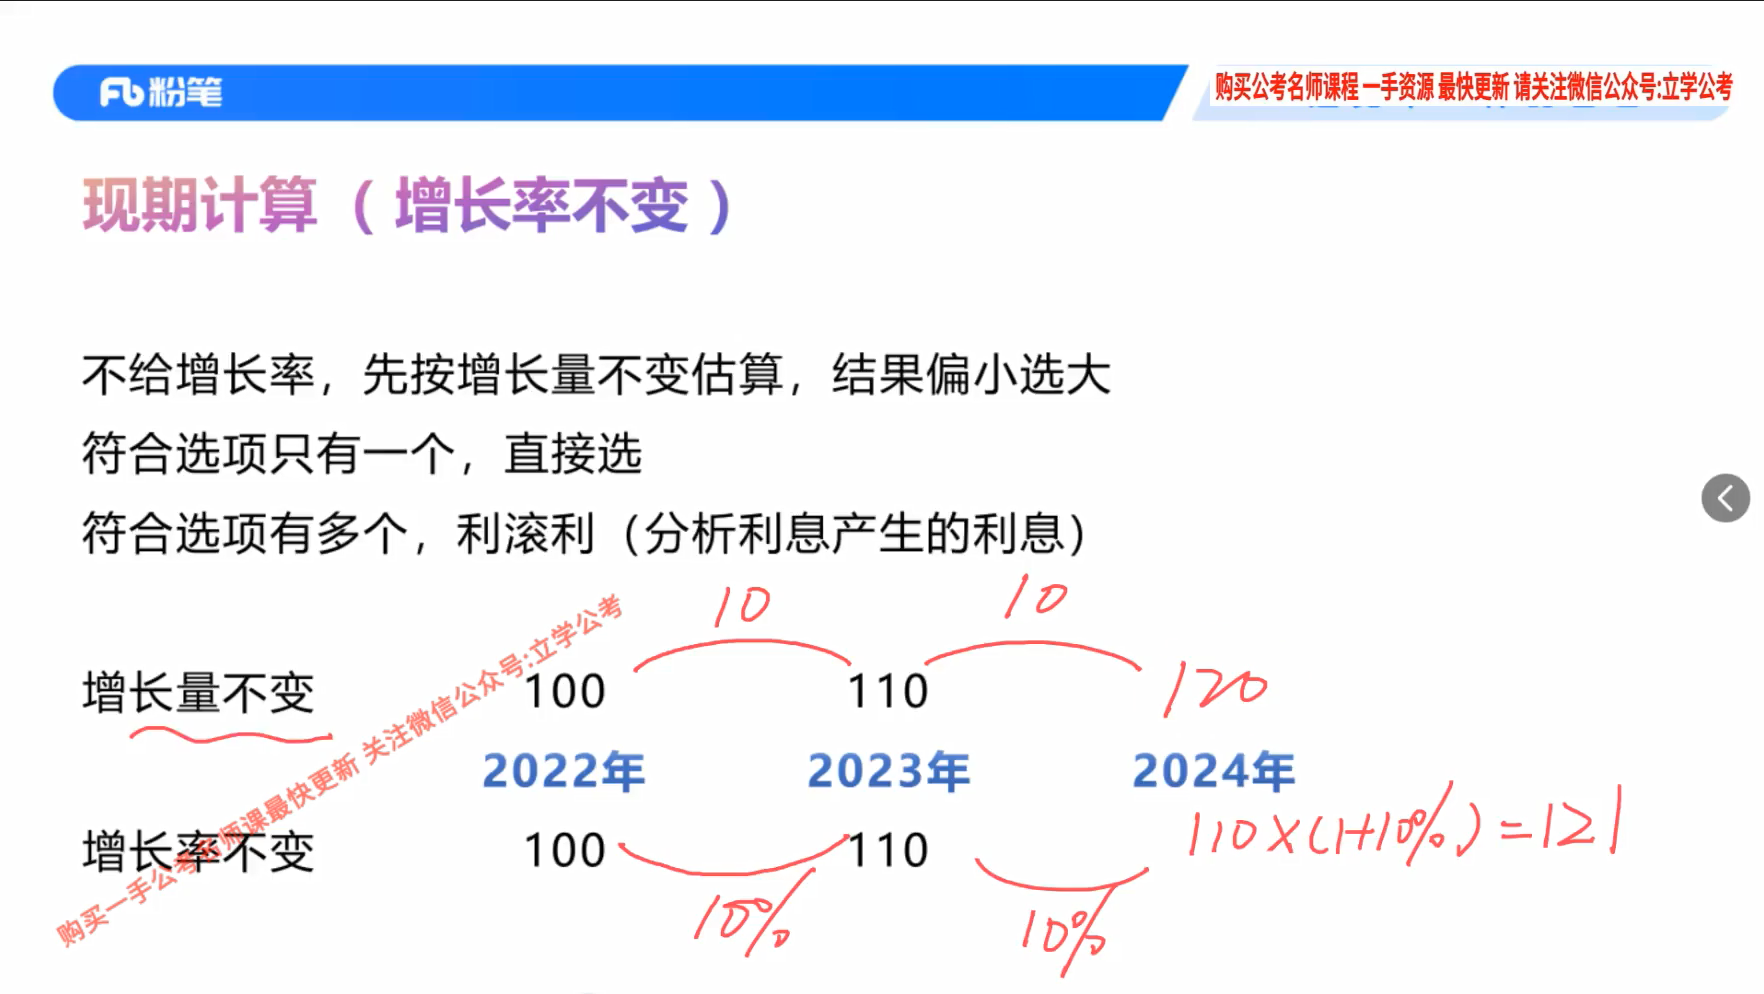 粉笔
购买公考名师课程 一手资源 最快更新 请关注微信公众号:立学公考
现期计算（增长率不变）
不给增长率，先按增长量不变估算，结果偏小选大
符合选项只有一个，直接选
符合选项有多个，利滚利（分析利息产生的利息）
10 10
增长量不变 100 110 120
2022年 2023年 2024年
增长率不变 100 110 110×(1+10%)=121
10% 10%
购买一手公考名师课最快更新 关注微信公众号:立学公考